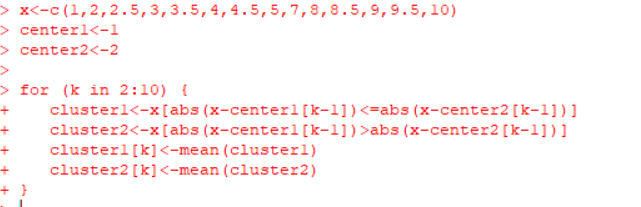 > x<-c(1,2,2.5,3,3.5,4,4.5,5,7,8,8.5,9,9.5,10)
> center1<-1
> center2<-2
>
> for (k in 2:10) {
+    cluster1<-x[abs(x-center1[k-1])<=abs(x-center2[k-1])]
+    cluster2<-x[abs(x-center1[k-1])>abs(x-center2[k-1])]
+    cluster1[k]<-mean(cluster1)
+    cluster2[k]<-mean(cluster2)
+ }